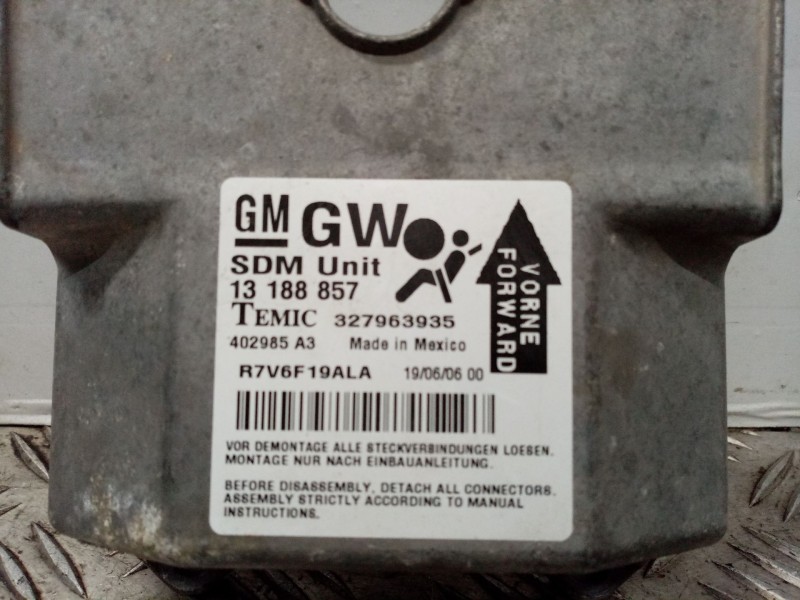 GM GW
SDM Unit
13 188 857
TEMIC 327963935
402985 A3 Made in Mexico
R7V6F19ALA 19/06/06 00
VORNE
FORWARD
VOR DEMONTAGE ALLE STECKVERBINDUNGEN LOESEN.
MONTAGE NUR NACH EINBAUANLEITUNG.
BEFORE DISASSEMBLY, DETACH ALL CONNECTORS.
ASSEMBLY STRICTLY ACCORDING TO MANUAL
INSTRUCTIONS.